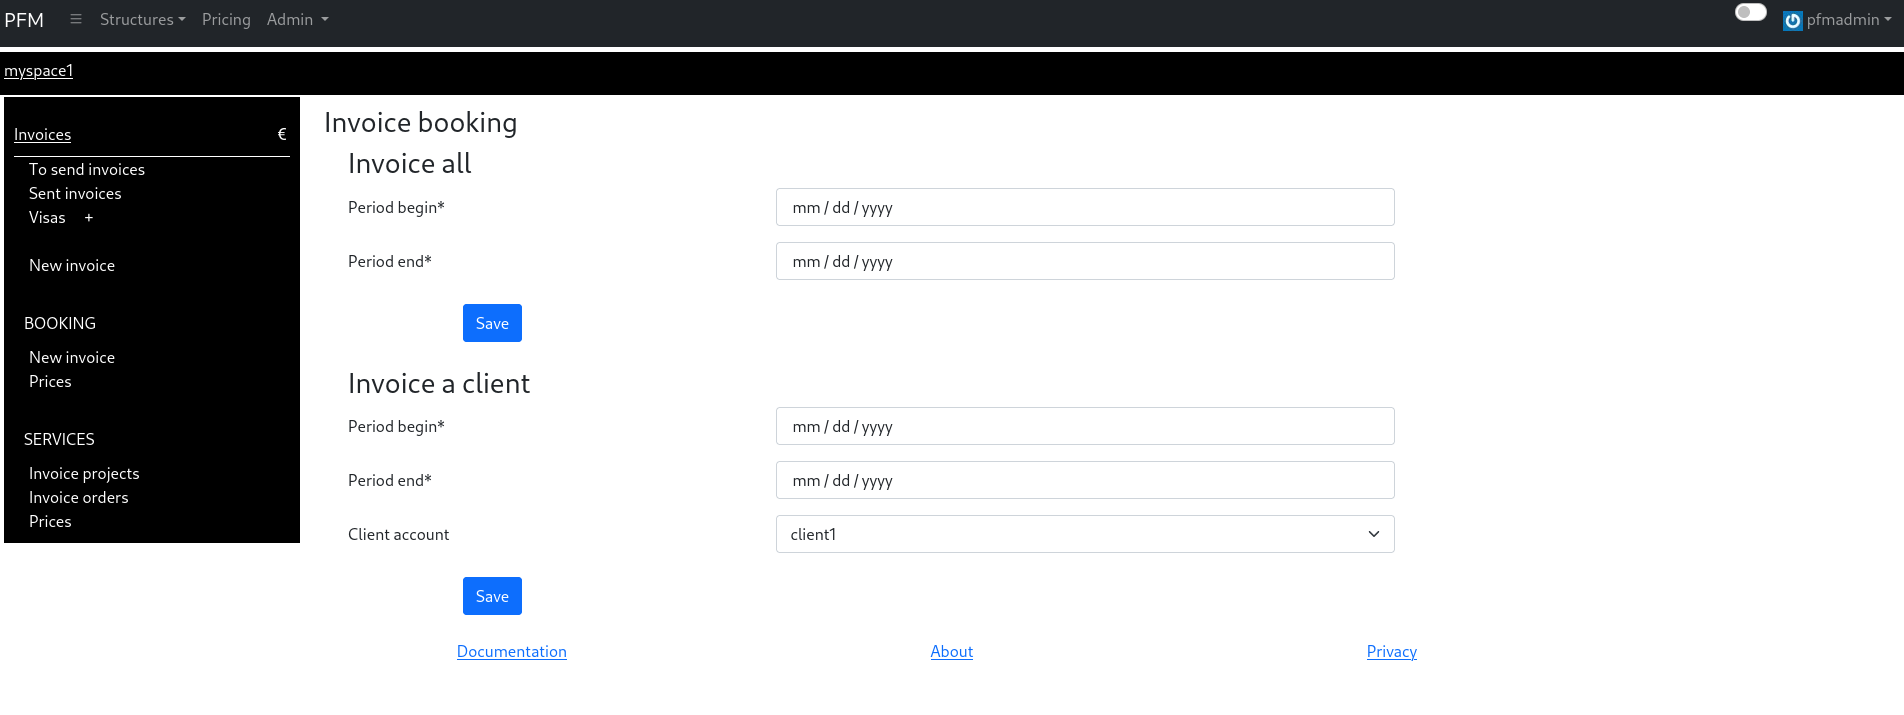 PFM ☰ Structures Pricing Admin pfmadmin
myspace1
Invoices €
To send invoices
Sent invoices
Visas +
New invoice
BOOKING
New invoice
Prices
SERVICES
Invoice projects
Invoice orders
Prices
Invoice booking
Invoice all
Period begin* mm / dd / yyyy
Period end* mm / dd / yyyy
Save
Invoice a client
Period begin* mm / dd / yyyy
Period end* mm / dd / yyyy
Client account client1
Save
Documentation About Privacy